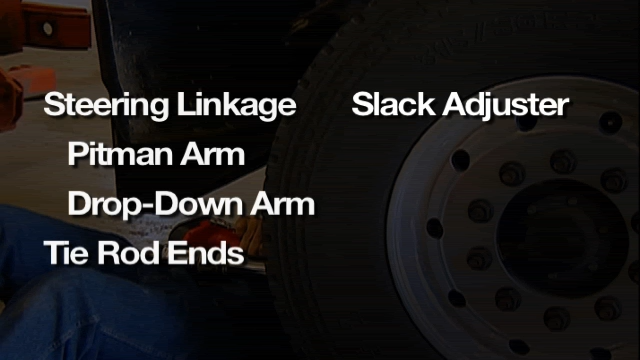 Steering Linkage
Pitman Arm
Drop-Down Arm
Tie Rod Ends
Slack Adjuster